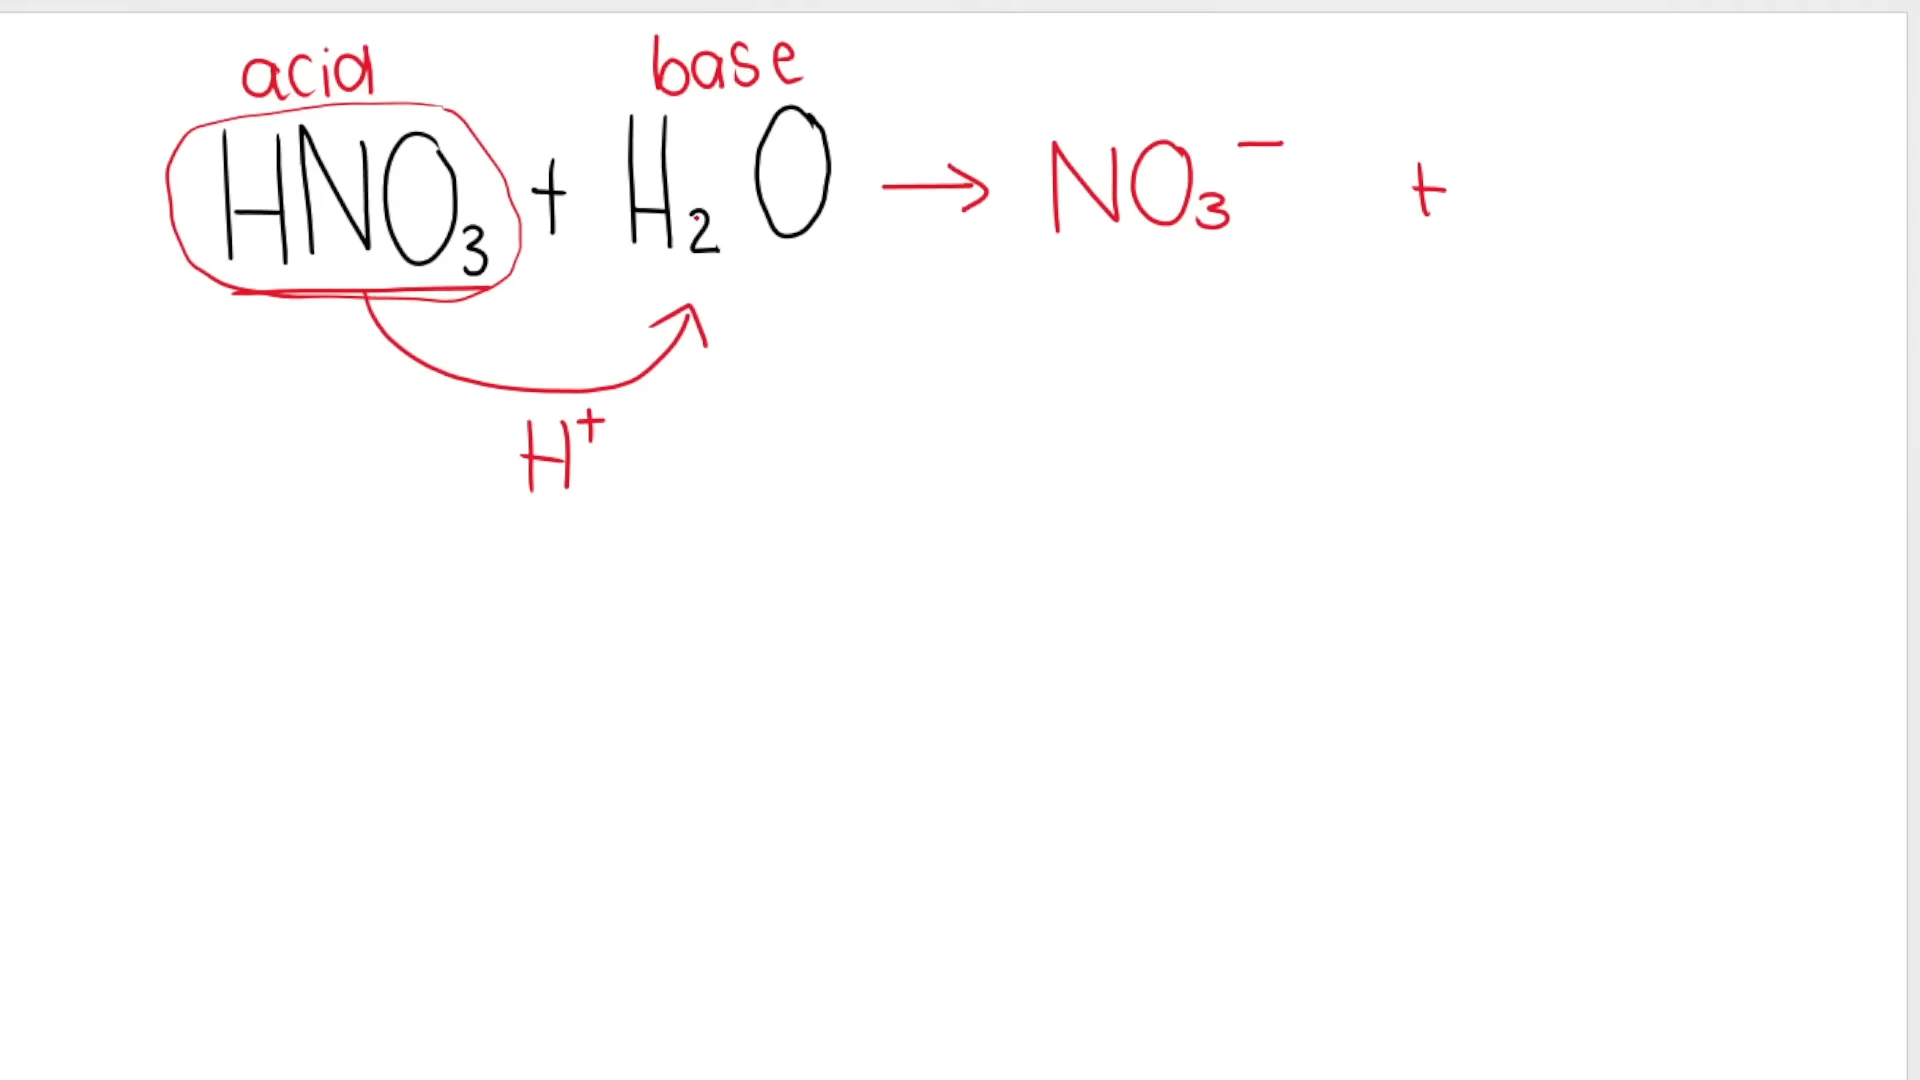 acid base
HNO₃ + H₂O → NO₃⁻ +
H⁺